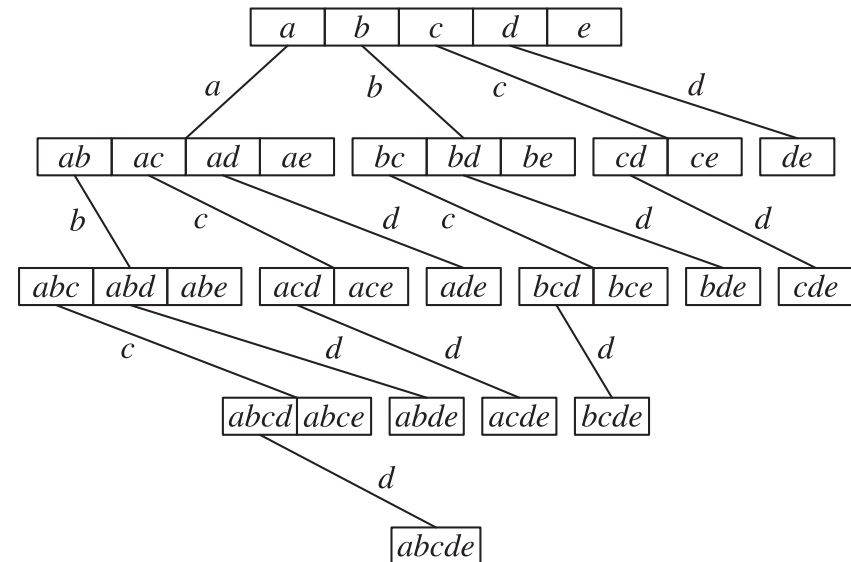 a b c d e
a b c d
ab ac ad ae bc bd be cd ce de
b c d c d d
abc abd abe acd ace ade bcd bce bde cde
c d d d
abcd abce abde acde bcde
d
abcde